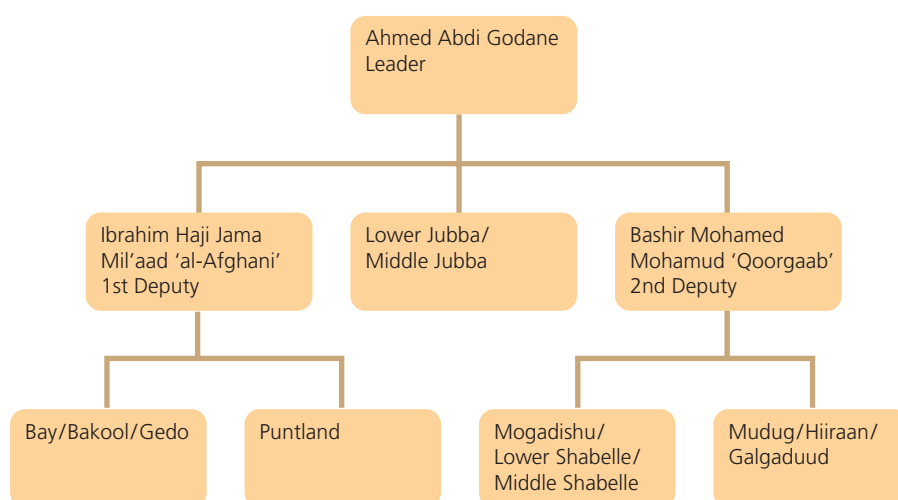 Ahmed Abdi Godane
Leader
Ibrahim Haji Jama
Mil’aad ‘al-Afghani’
1st Deputy
Lower Jubba/
Middle Jubba
Bashir Mohamed
Mohamud ‘Qoorgaab’
2nd Deputy
Bay/Bakool/Gedo
Puntland
Mogadishu/
Lower Shabelle/
Middle Shabelle
Mudug/Hiiraan/
Galgaduud